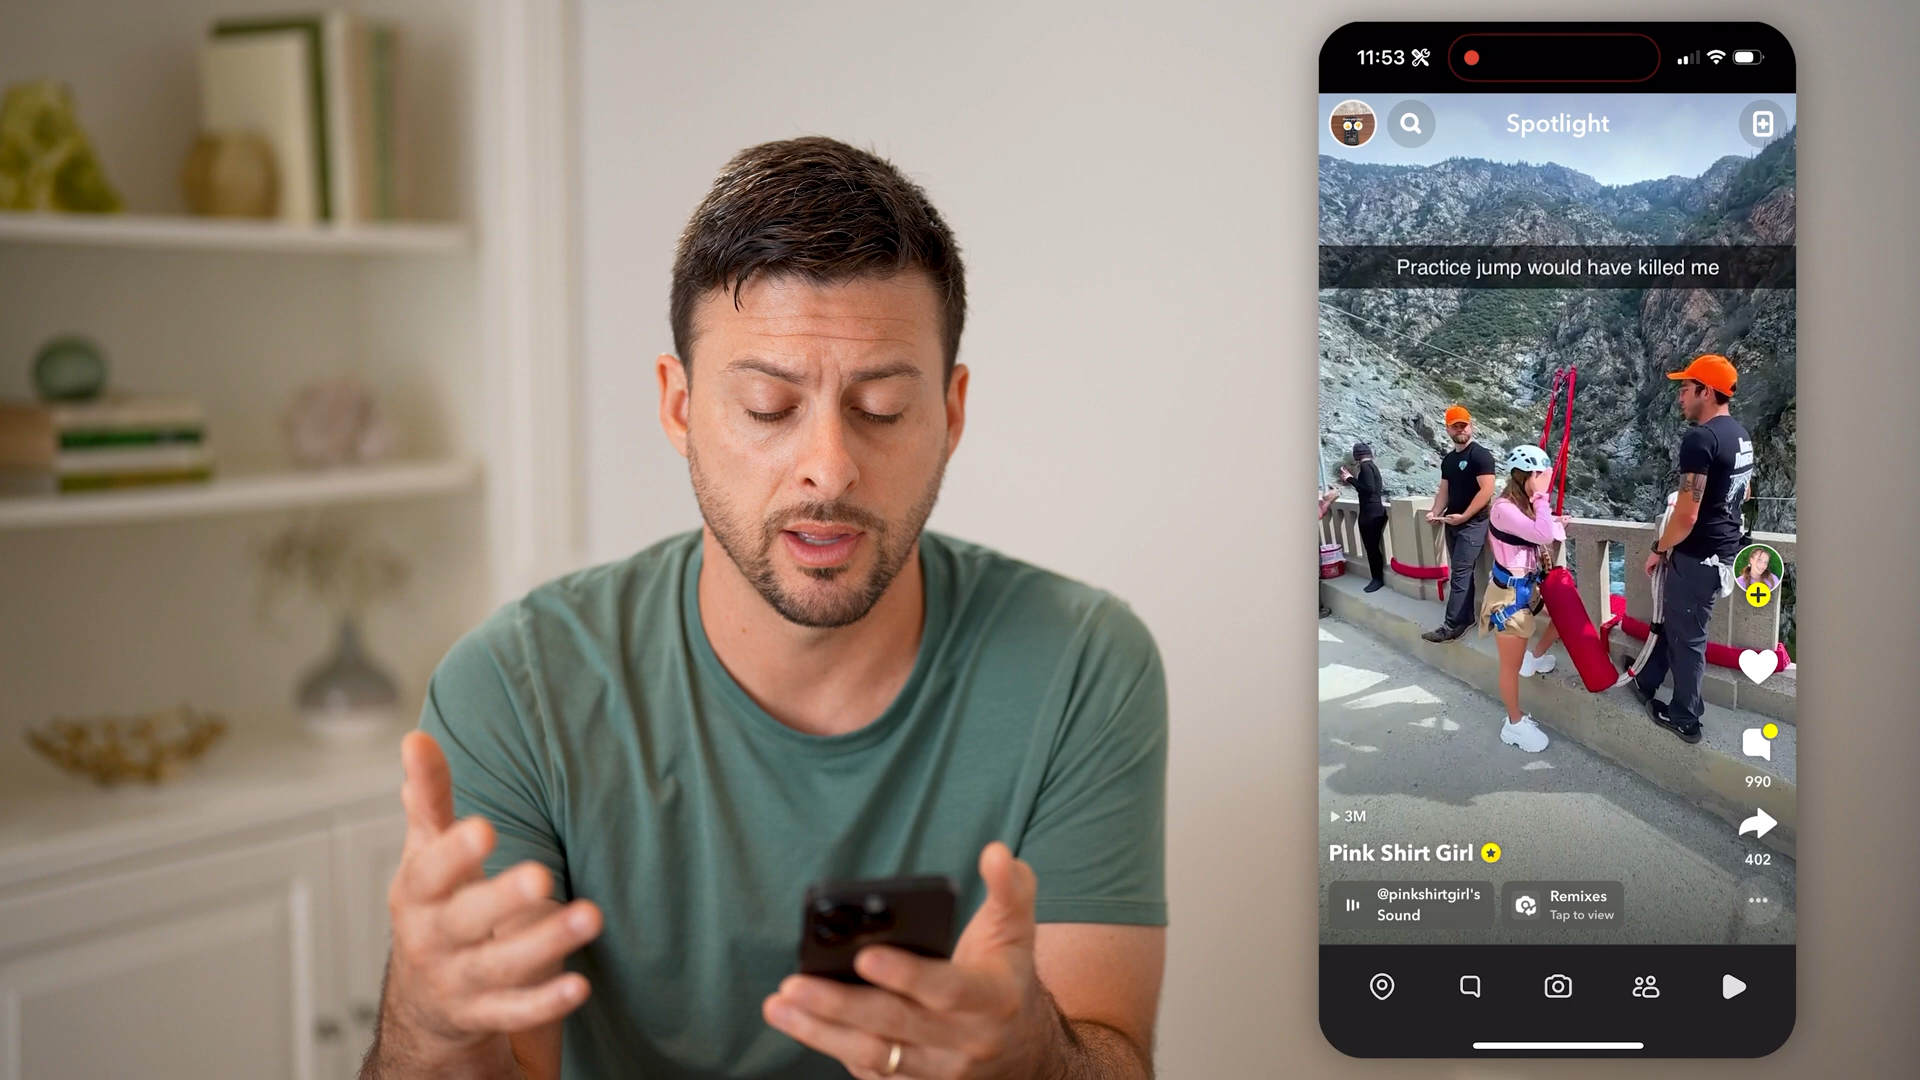 11:53
Spotlight
Practice jump would have killed me
990
3M
402
Pink Shirt Girl
@pinkshirtgirl's
Sound
Remixes
Tap to view